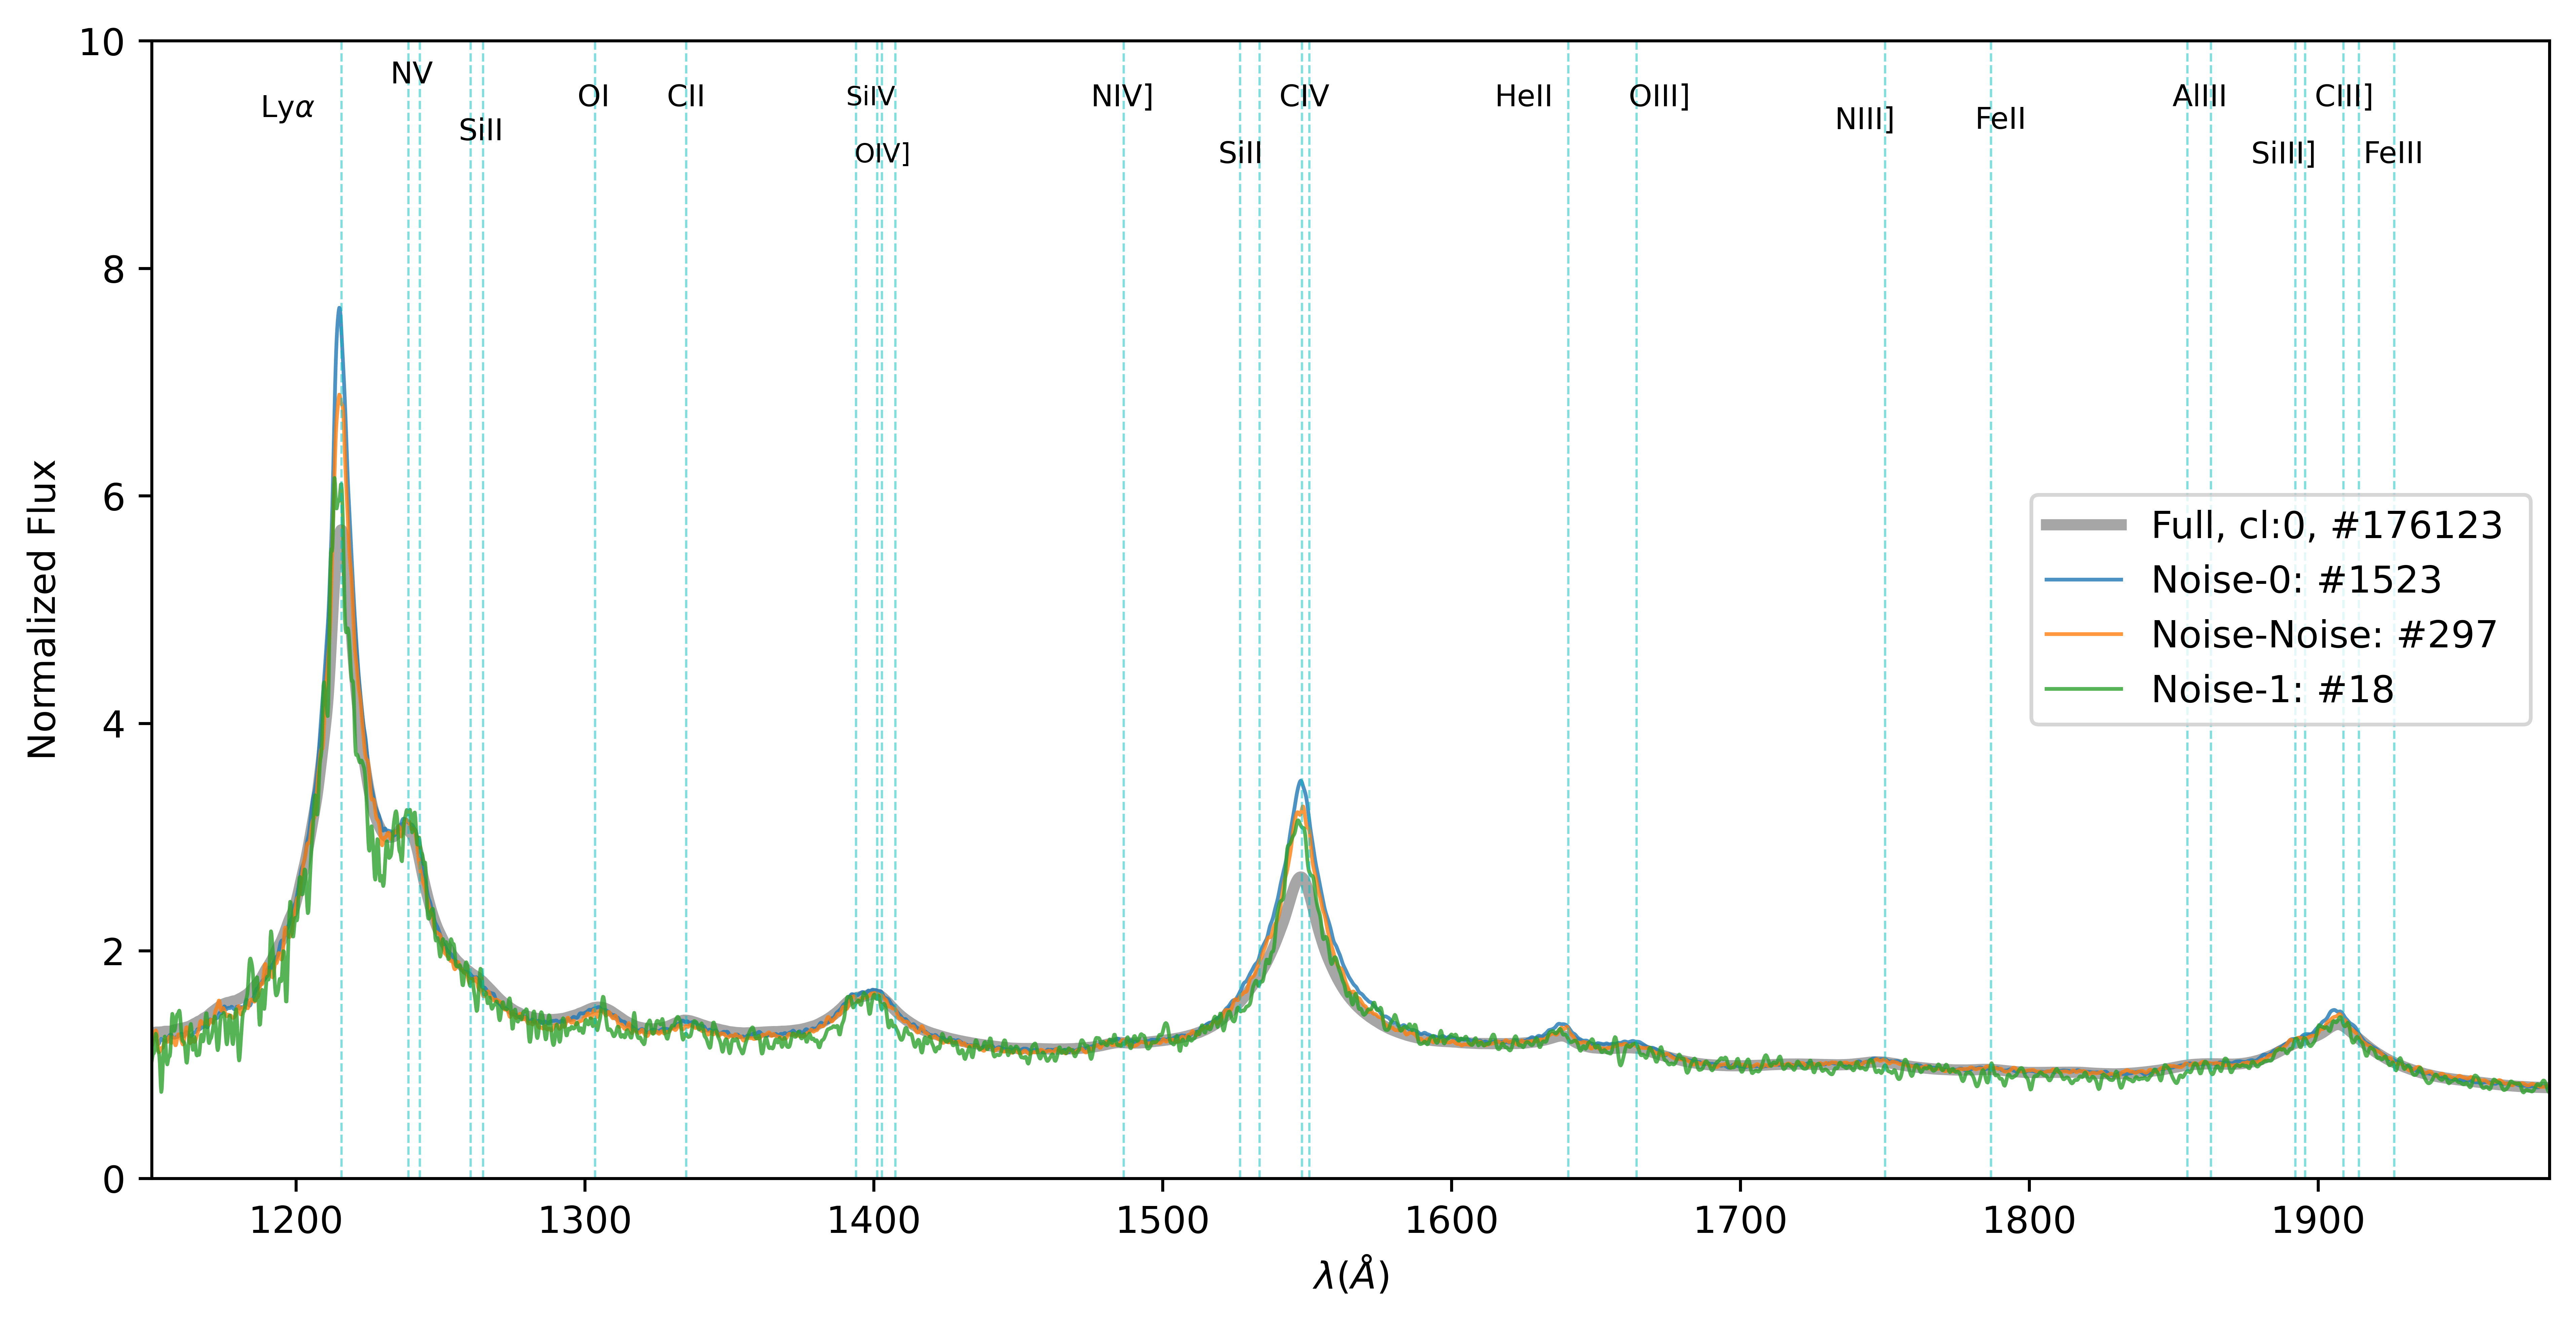 10
8
6
4
2
0
Normalized Flux
Lyα
NV
SiII
OI
CII
SiIV
OIV]
NIV]
SiII
CIV
HeII
OIII]
NIII]
FeII
AlIII
SiIII]
CIII]
FeIII
Full, cl:0, #176123
Noise-0: #1523
Noise-Noise: #297
Noise-1: #18
1200 1300 1400 1500 1600 1700 1800 1900
λ(Å)